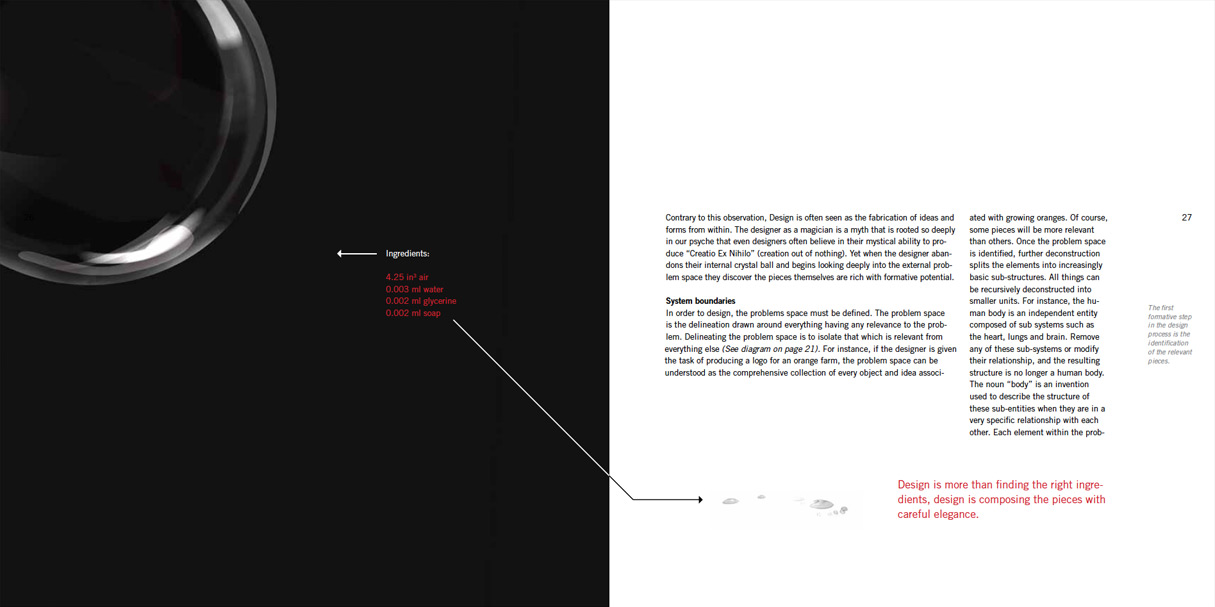 Ingredients:
4.25 in³ air
0.003 ml water
0.002 ml glycerine
0.002 ml soap
Contrary to this observation, Design is often seen as the fabrication of ideas and
forms from within. The designer as a magician is a myth that is rooted so deeply
in our psyche that even designers often believe in their mystical ability to pro-
duce “Creatio Ex Nihilo” (creation out of nothing). Yet when the designer aban-
dons their internal crystal ball and begins looking deeply into the external prob-
lem space they discover the pieces themselves are rich with formative potential.
System boundaries
In order to design, the problems space must be defined. The problem space
is the delineation drawn around everything having any relevance to the prob-
lem. Delineating the problem space is to isolate that which is relevant from
everything else (See diagram on page 21). For instance, if the designer is given
the task of producing a logo for an orange farm, the problem space can be
understood as the comprehensive collection of every object and idea associ-
ated with growing oranges. Of course,
some pieces will be more relevant
than others. Once the problem space
is identified, further deconstruction
splits the elements into increasingly
basic sub-structures. All things can
be recursively deconstructed into
smaller units. For instance, the hu-
man body is an independent entity
composed of sub systems such as
the heart, lungs and brain. Remove
any of these sub-systems or modify
their relationship, and the resulting
structure is no longer a human body.
The noun “body” is an invention
used to describe the structure of
these sub-entities when they are in a
very specific relationship with each
other. Each element within the prob-
27
The first
formative step
in the design
process is the
identification
of the relevant
pieces.
Design is more than finding the right ingre-
dients, design is composing the pieces with
careful elegance.